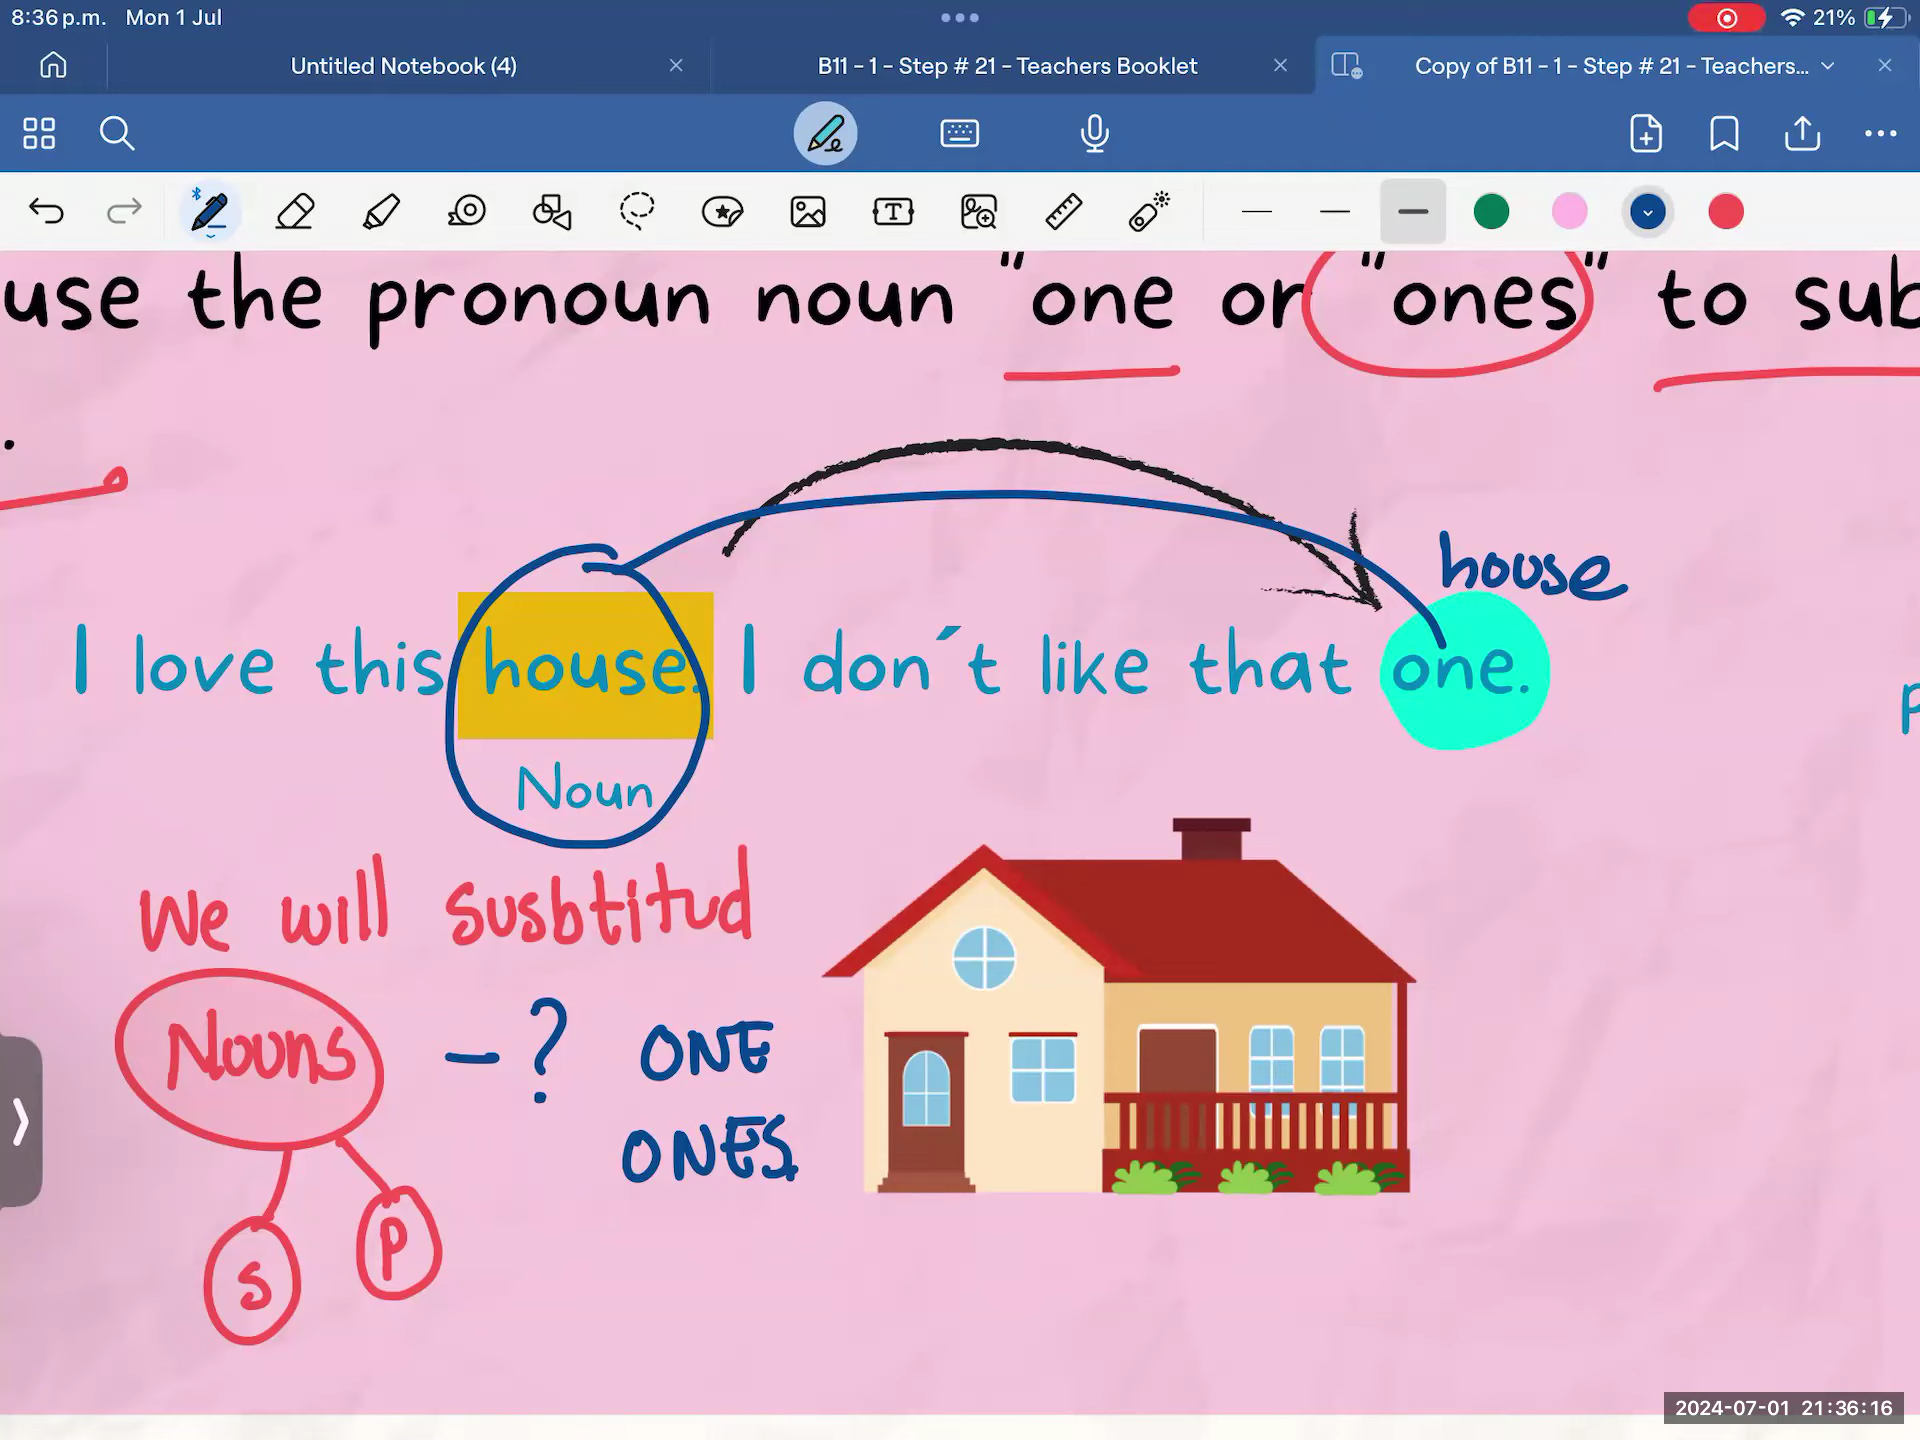 8:36 p.m. Mon 1 Jul
21%
Untitled Notebook (4)
B11 - 1 - Step # 21 - Teachers Booklet
Copy of B11 - 1 - Step # 21 - Teachers...
use the pronoun noun "one or "ones" to sub
.
house
I love this house. I don´t like that one.
p
Noun
We will susbtitud
Nouns - ? ONE
ONES
S P
2024-07-01 21:36:16